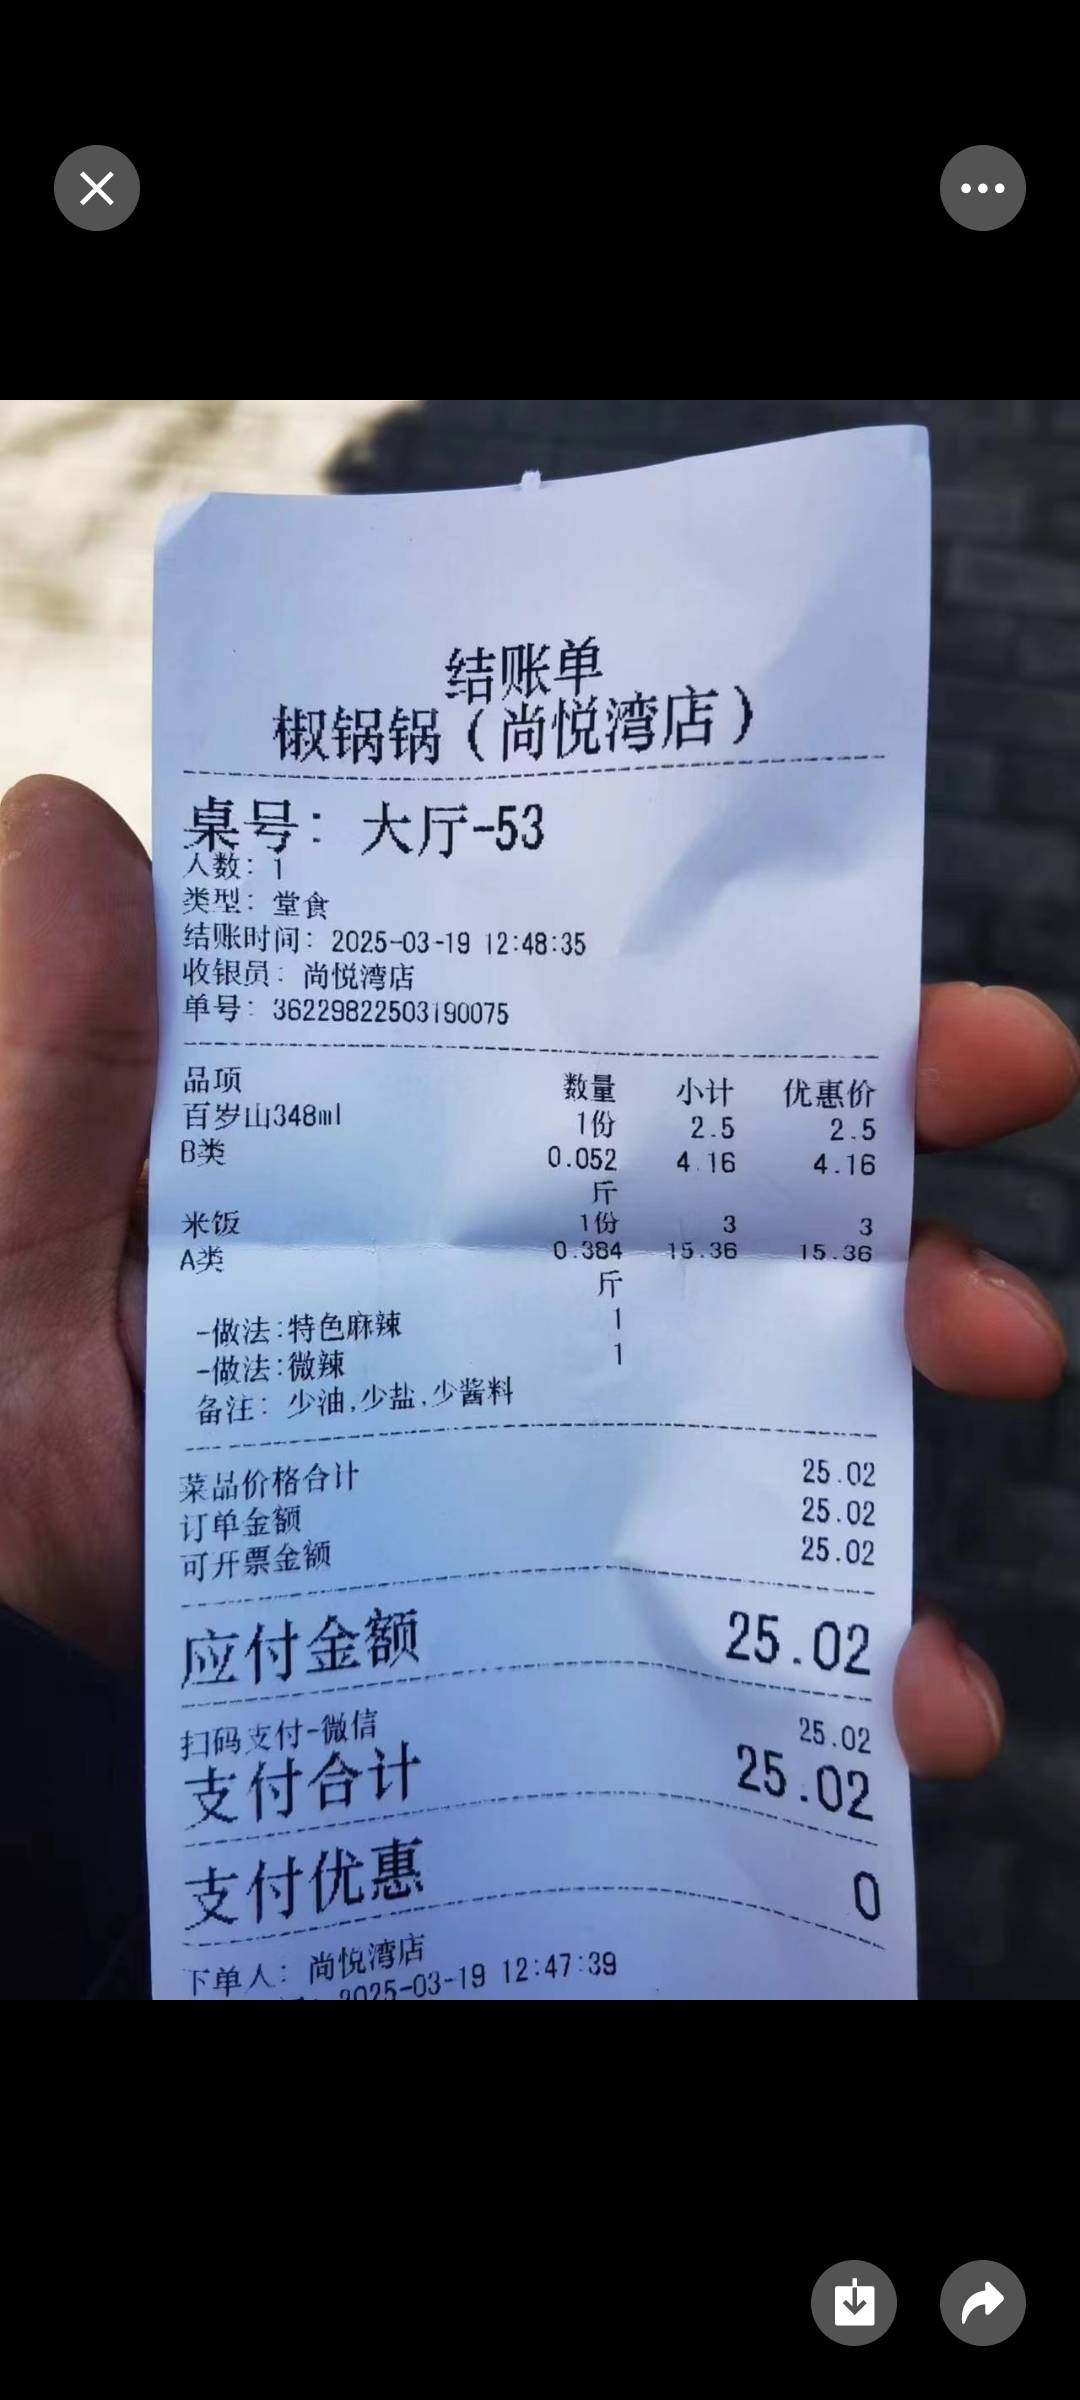 结账单
椒锅锅(尚悦湾店)
桌号: 大厅-53
人数: 1
类型: 堂食
结账时间: 2025-03-19 12:48:35
收银员: 尚悦湾店
单号: 36229822503190075
品项 数量 小计 优惠价
百岁山348ml 1份 2.5 2.5
B类 0.052 4.16 4.16
斤
米饭 1份 3 3
A类 0.384 15.36 15.36
斤
-做法:特色麻辣 1
-做法:微辣 1
备注: 少油,少盐,少酱料
菜品价格合计 25.02
订单金额 25.02
可开票金额 25.02
应付金额 25.02
扫码支付-微信 25.02
支付合计 25.02
支付优惠 0
下单人: 尚悦湾店
2025-03-19 12:47:39